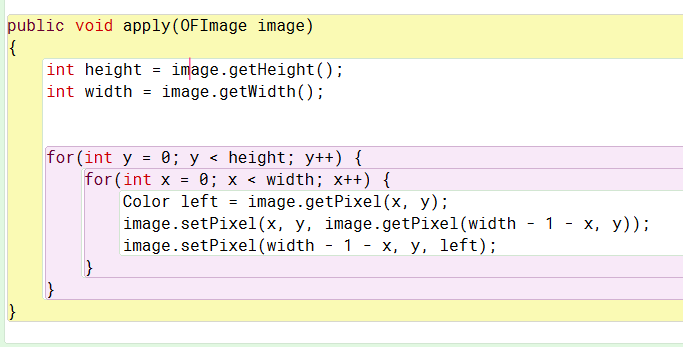 public void apply(OFImage image)
{
int height = image.getHeight();
int width = image.getWidth();
for(int y = 0; y < height; y++) {
for(int x = 0; x < width; x++) {
Color left = image.getPixel(x, y);
image.setPixel(x, y, image.getPixel(width - 1 - x, y));
image.setPixel(width - 1 - x, y, left);
}
}
}